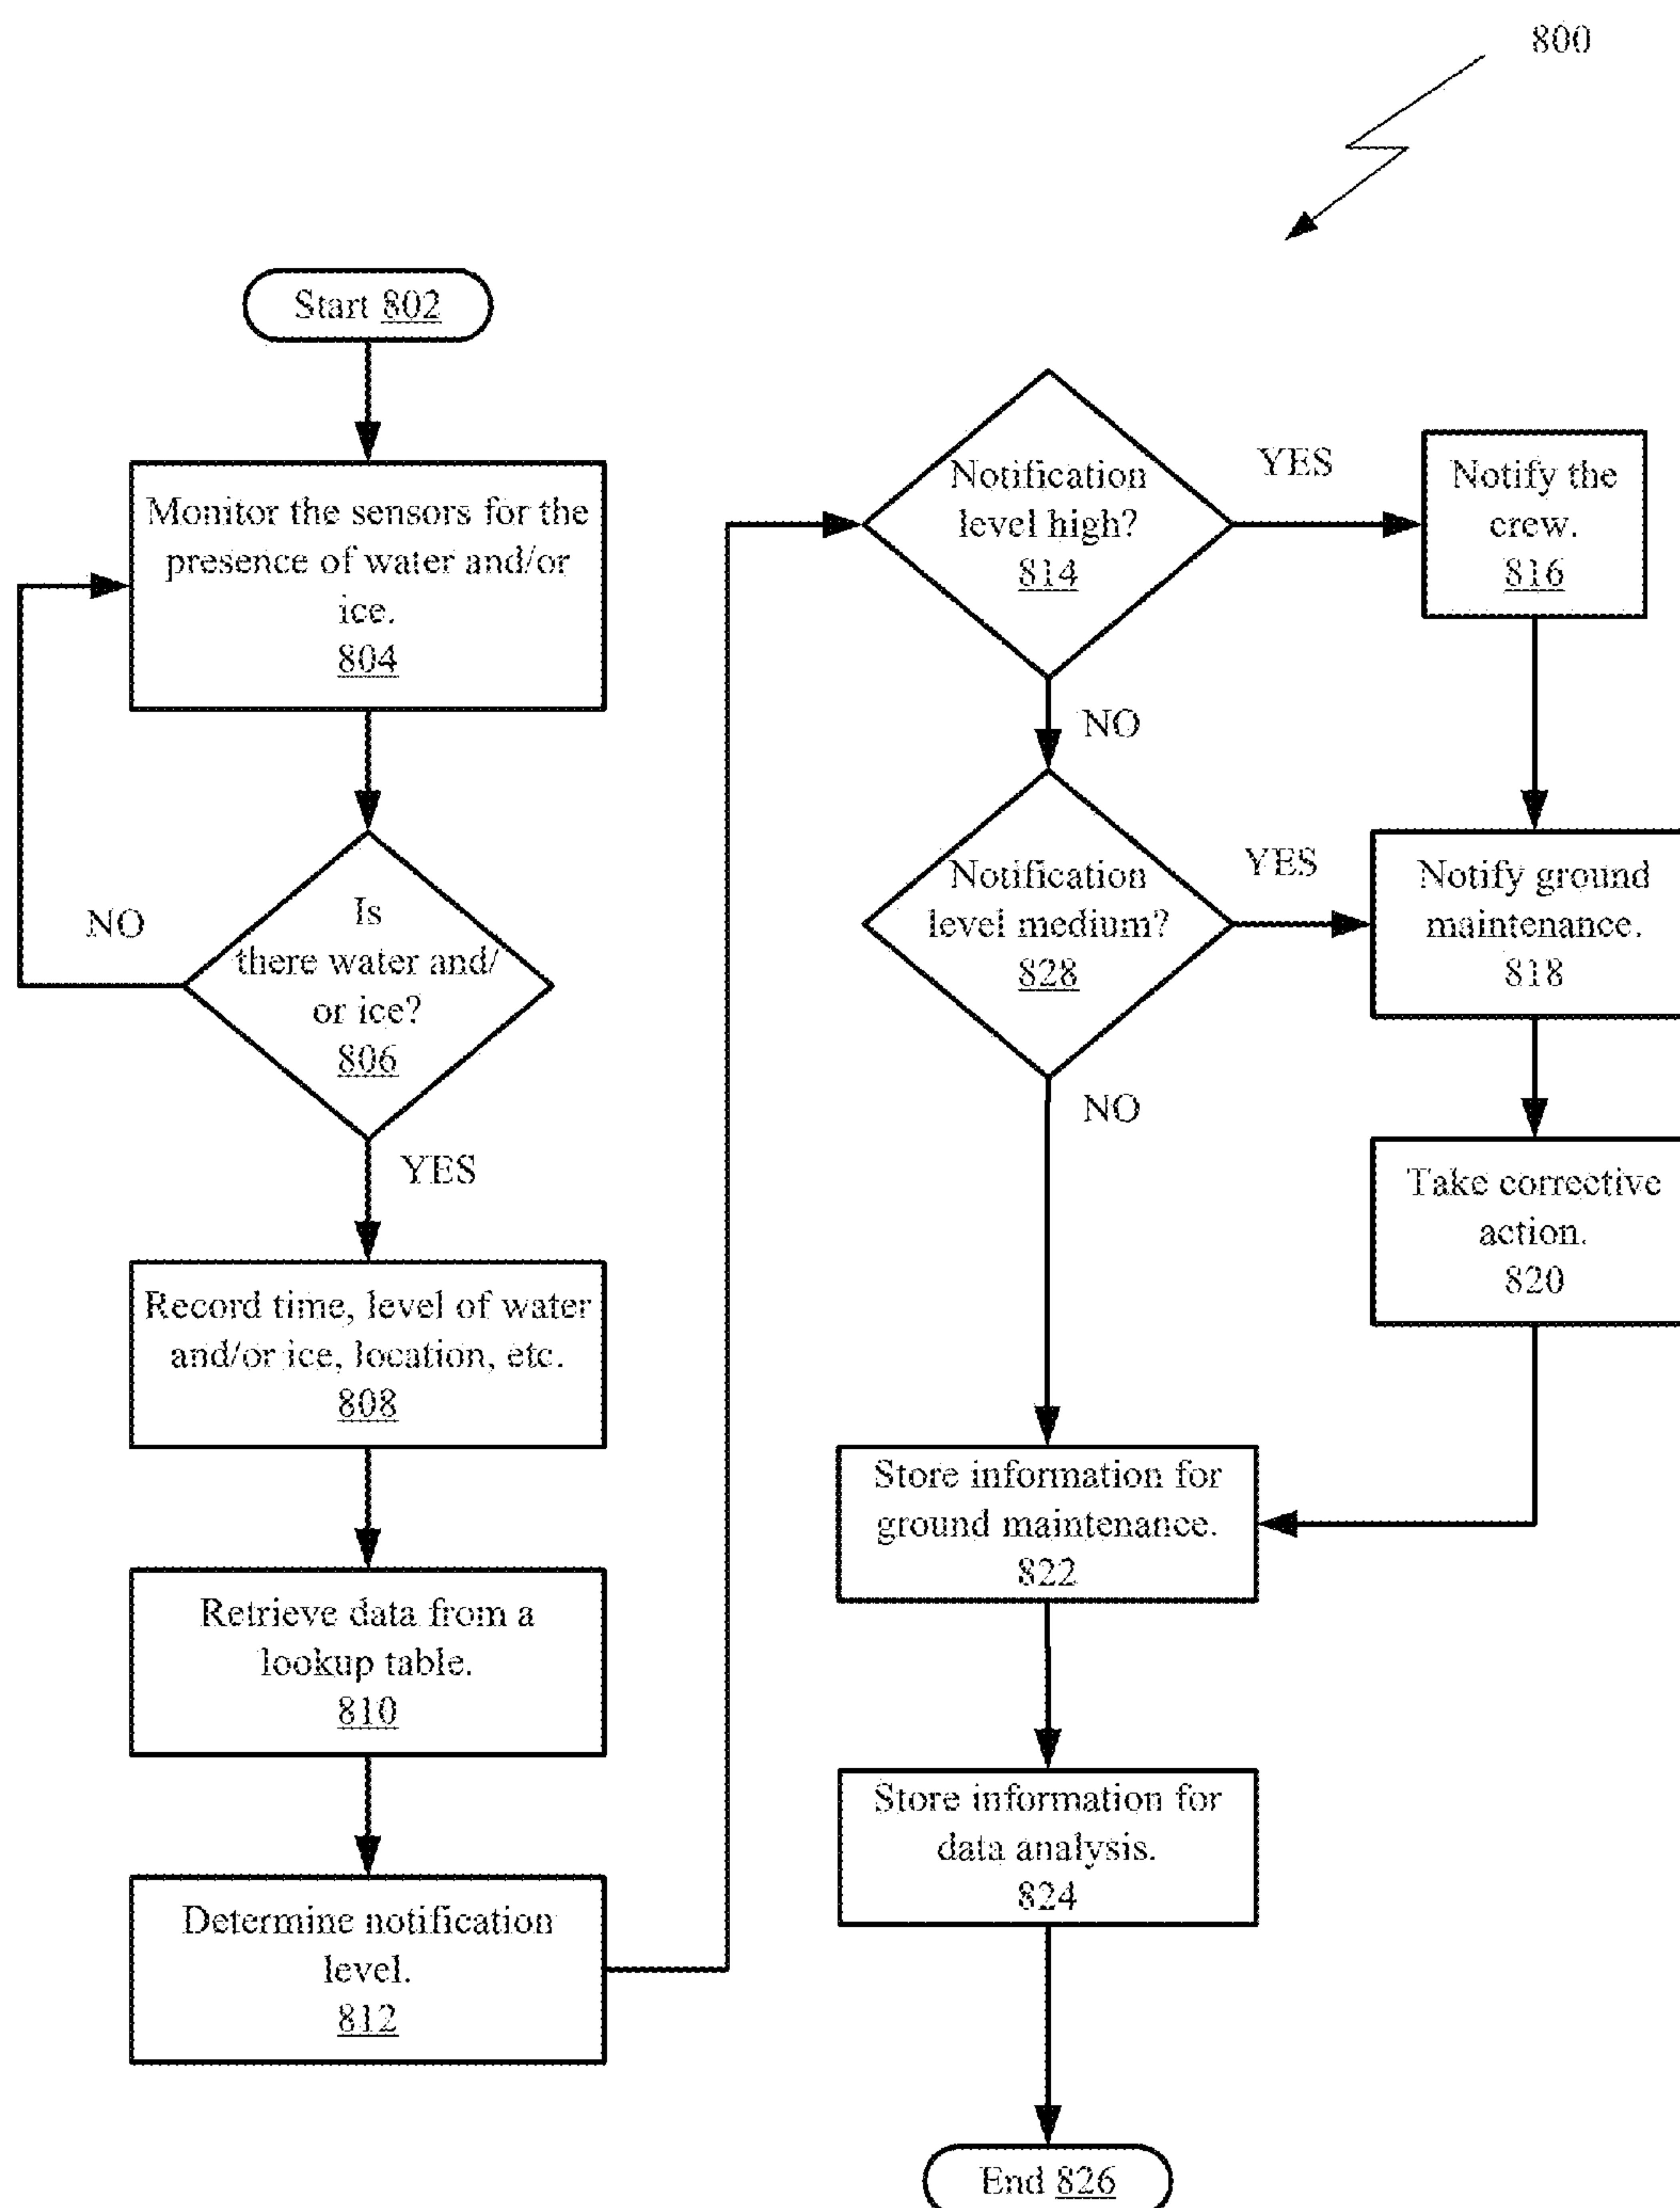 800
Start 802
Monitor the sensors for the
presence of water and/or
ice.
804
Is
there water and/
or ice?
806
NO
YES
Record time, level of water
and/or ice, location, etc.
808
Retrieve data from a
lookup table.
810
Determine notification
level.
812
Notification
level high?
814
YES
NO
Notify the
crew.
816
Notification
level medium?
828
YES
NO
Notify ground
maintenance.
818
Take corrective
action.
820
Store information for
ground maintenance.
822
Store information for
data analysis.
824
End 826